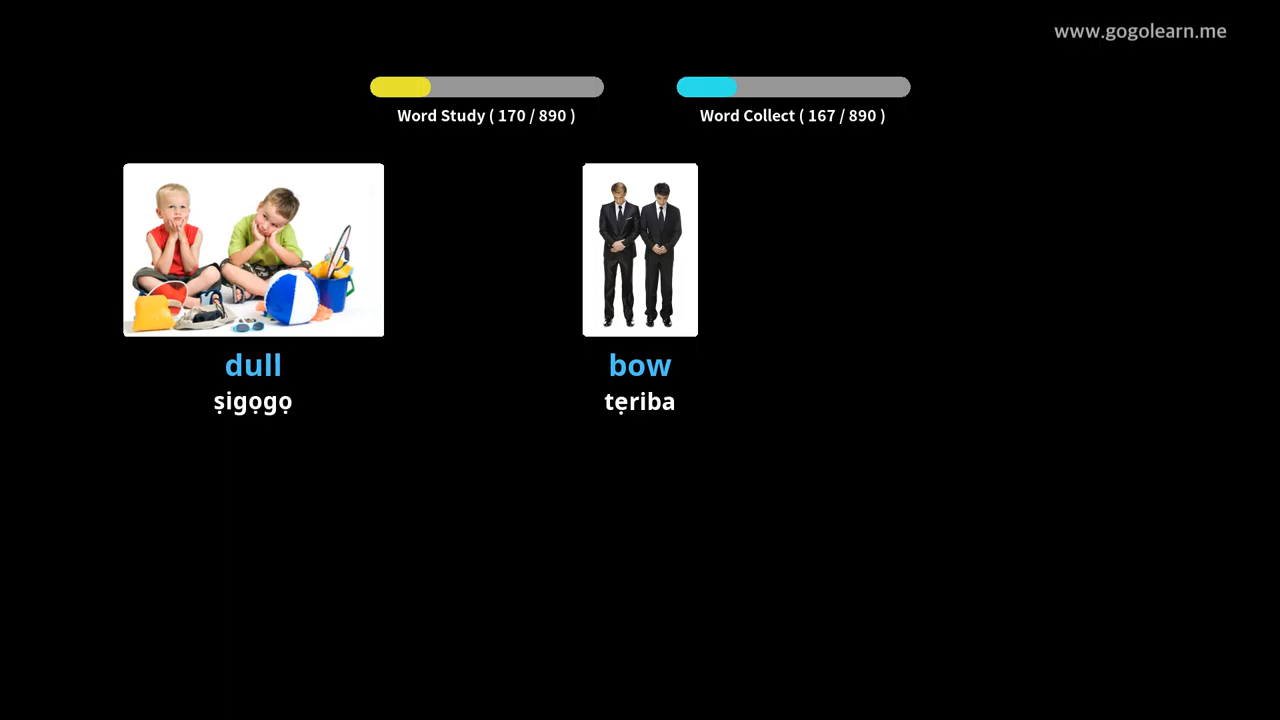 www.gogolearn.me
Word Study ( 170 / 890 )
Word Collect ( 167 / 890 )
dull
ṣigọgọ
bow
tẹriba